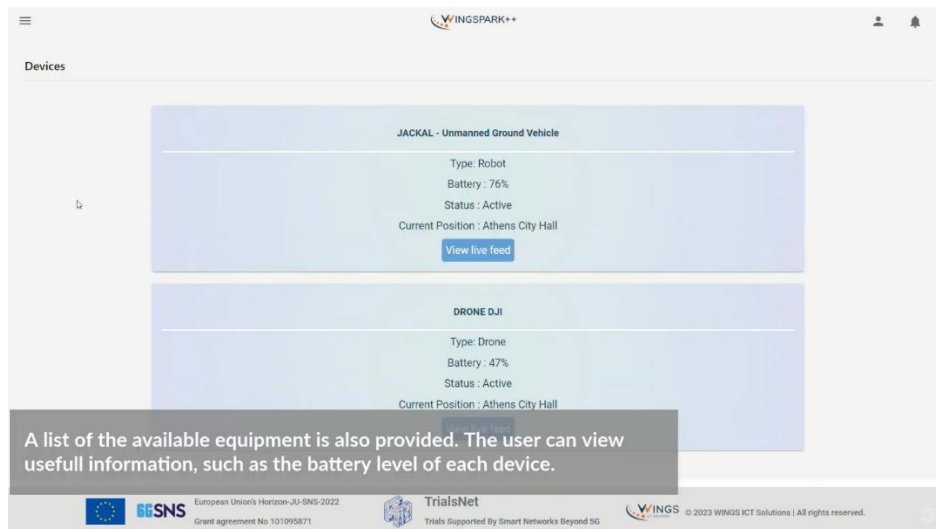 WINGSPARK++
Devices
JACKAL - Unmanned Ground Vehicle
Type: Robot
Battery : 76%
Status : Active
Current Position : Athens City Hall
View live feed
DRONE DJI
Type: Drone
Battery : 47%
Status : Active
Current Position : Athens City Hall
View live feed
A list of the available equipment is also provided. The user can view
usefull information, such as the battery level of each device.
6GSNS
European Union's Horizon-JU-SNS-2022
Grant agreement No 101095871
TrialsNet
Trials Supported By Smart Networks Beyond 5G
WINGS
© 2023 WINGS ICT Solutions | All rights reserved.